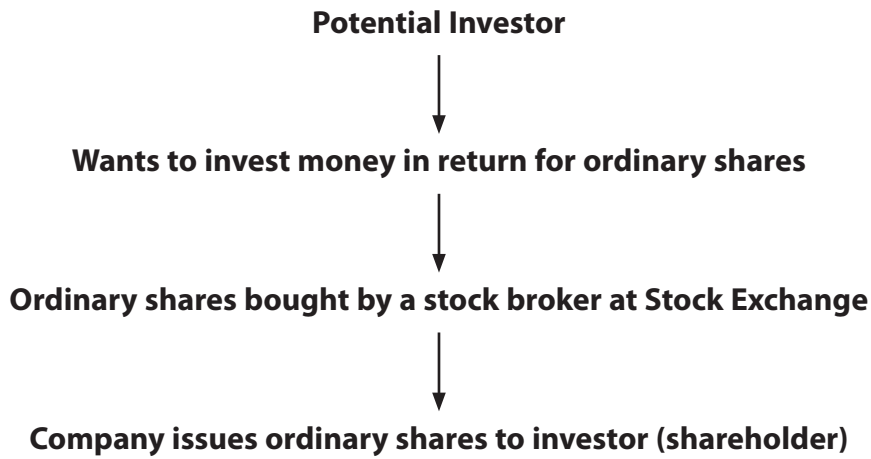 Potential Investor
Wants to invest money in return for ordinary shares
Ordinary shares bought by a stock broker at Stock Exchange
Company issues ordinary shares to investor (shareholder)